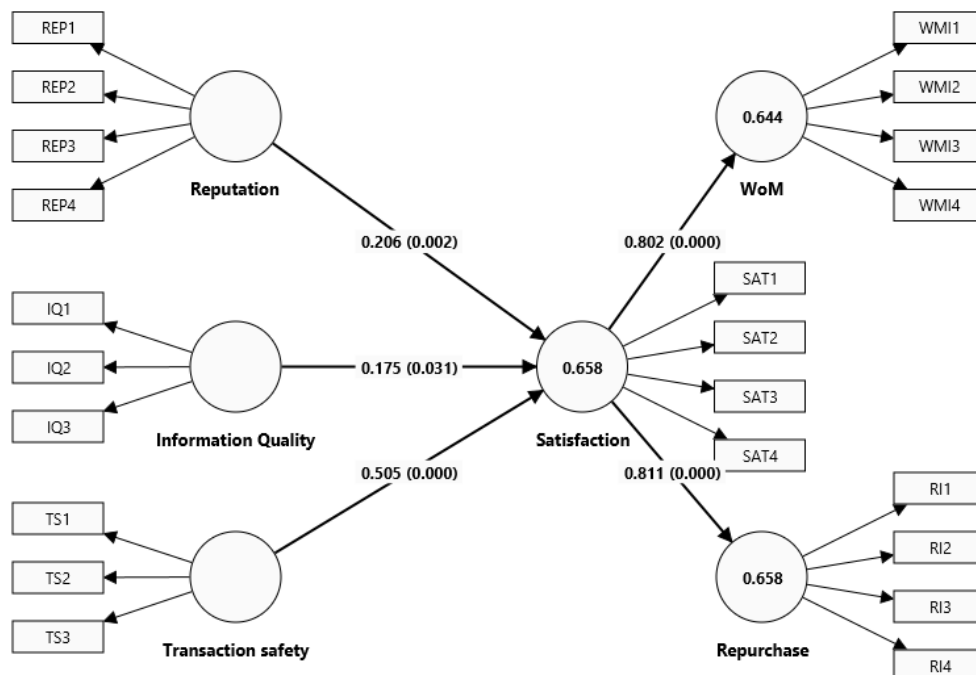 REP1
REP2
REP3
REP4
Reputation
WMI1
WMI2
WMI3
WMI4
0.644
WoM
0.206 (0.002)
0.802 (0.000)
IQ1
IQ2
IQ3
Information Quality
0.175 (0.031)
0.658
Satisfaction
SAT1
SAT2
SAT3
SAT4
0.505 (0.000)
0.811 (0.000)
TS1
TS2
TS3
Transaction safety
0.658
Repurchase
RI1
RI2
RI3
RI4